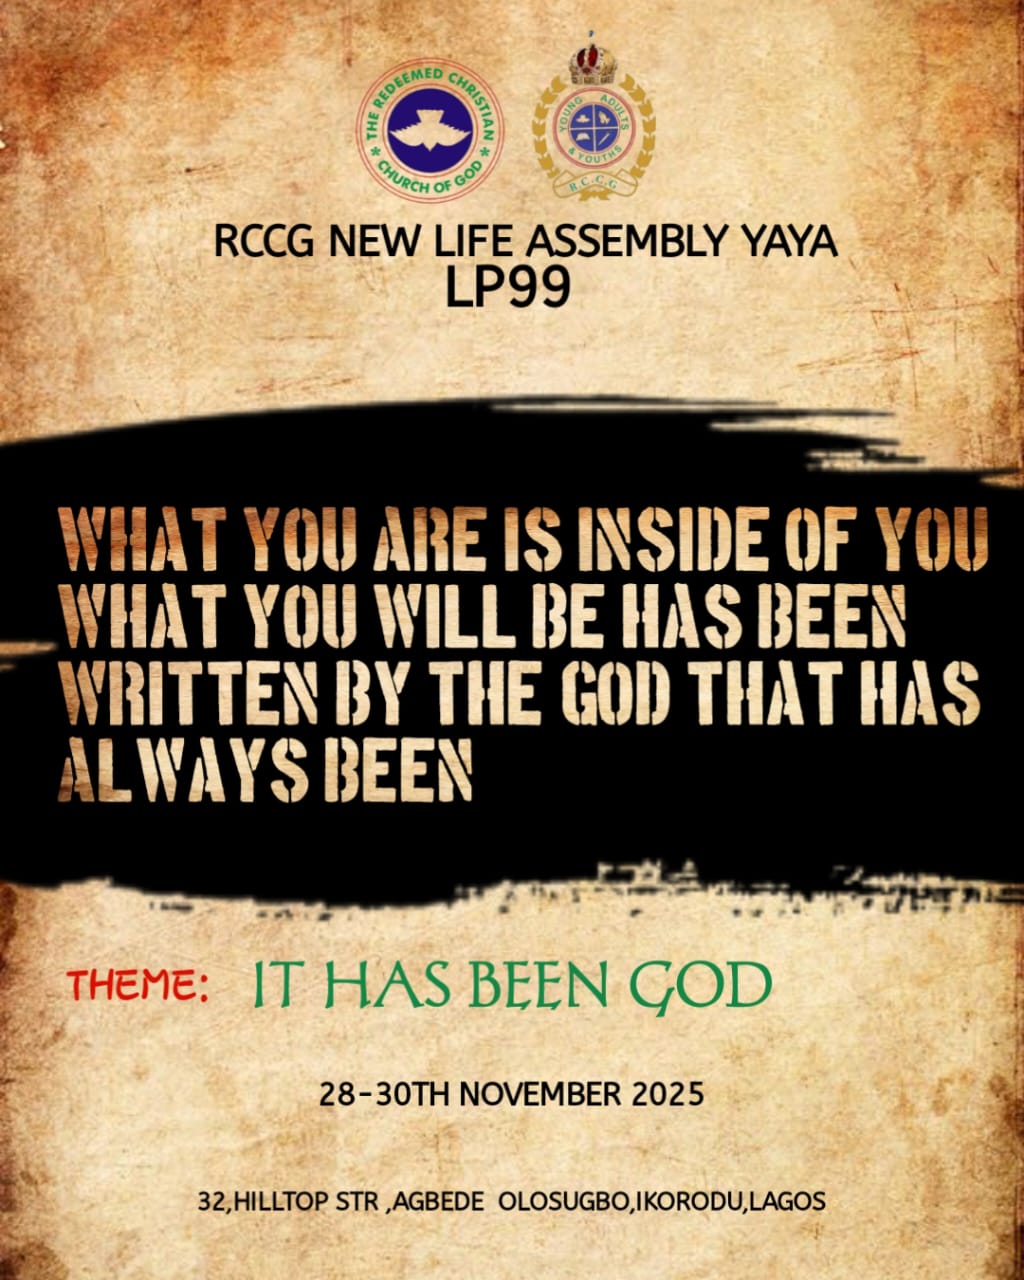 THE REDEEMED CHRISTIAN
* CHURCH OF GOD *
YOUNG ADULTS
& YOUTHS
R.C.C.G
RCCG NEW LIFE ASSEMBLY YAYA
LP99
WHAT YOU ARE IS INSIDE OF YOU
WHAT YOU WILL BE HAS BEEN
WRITTEN BY THE GOD THAT HAS
ALWAYS BEEN
THEME: IT HAS BEEN GOD
28-30TH NOVEMBER 2025
32,HILLTOP STR ,AGBEDE OLOSUGBO,IKORODU,LAGOS